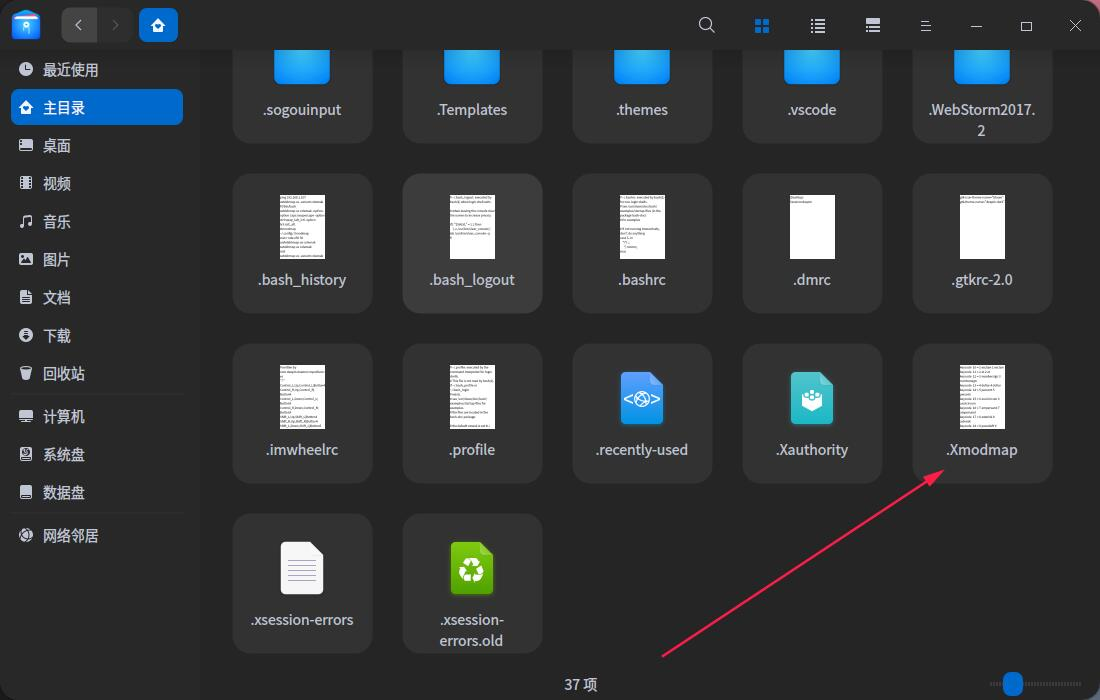 最近使用
主目录
桌面
视频
音乐
图片
文档
下载
回收站
计算机
系统盘
数据盘
网络邻居
.sogouinput
.Templates
.themes
.vscode
.WebStorm2017.
2
.bash_history
.bash_logout
.bashrc
.dmrc
.gtkrc-2.0
.imwheelrc
.profile
.recently-used
.Xauthority
.Xmodmap
.xsession-errors
.xsession-
errors.old
37 项